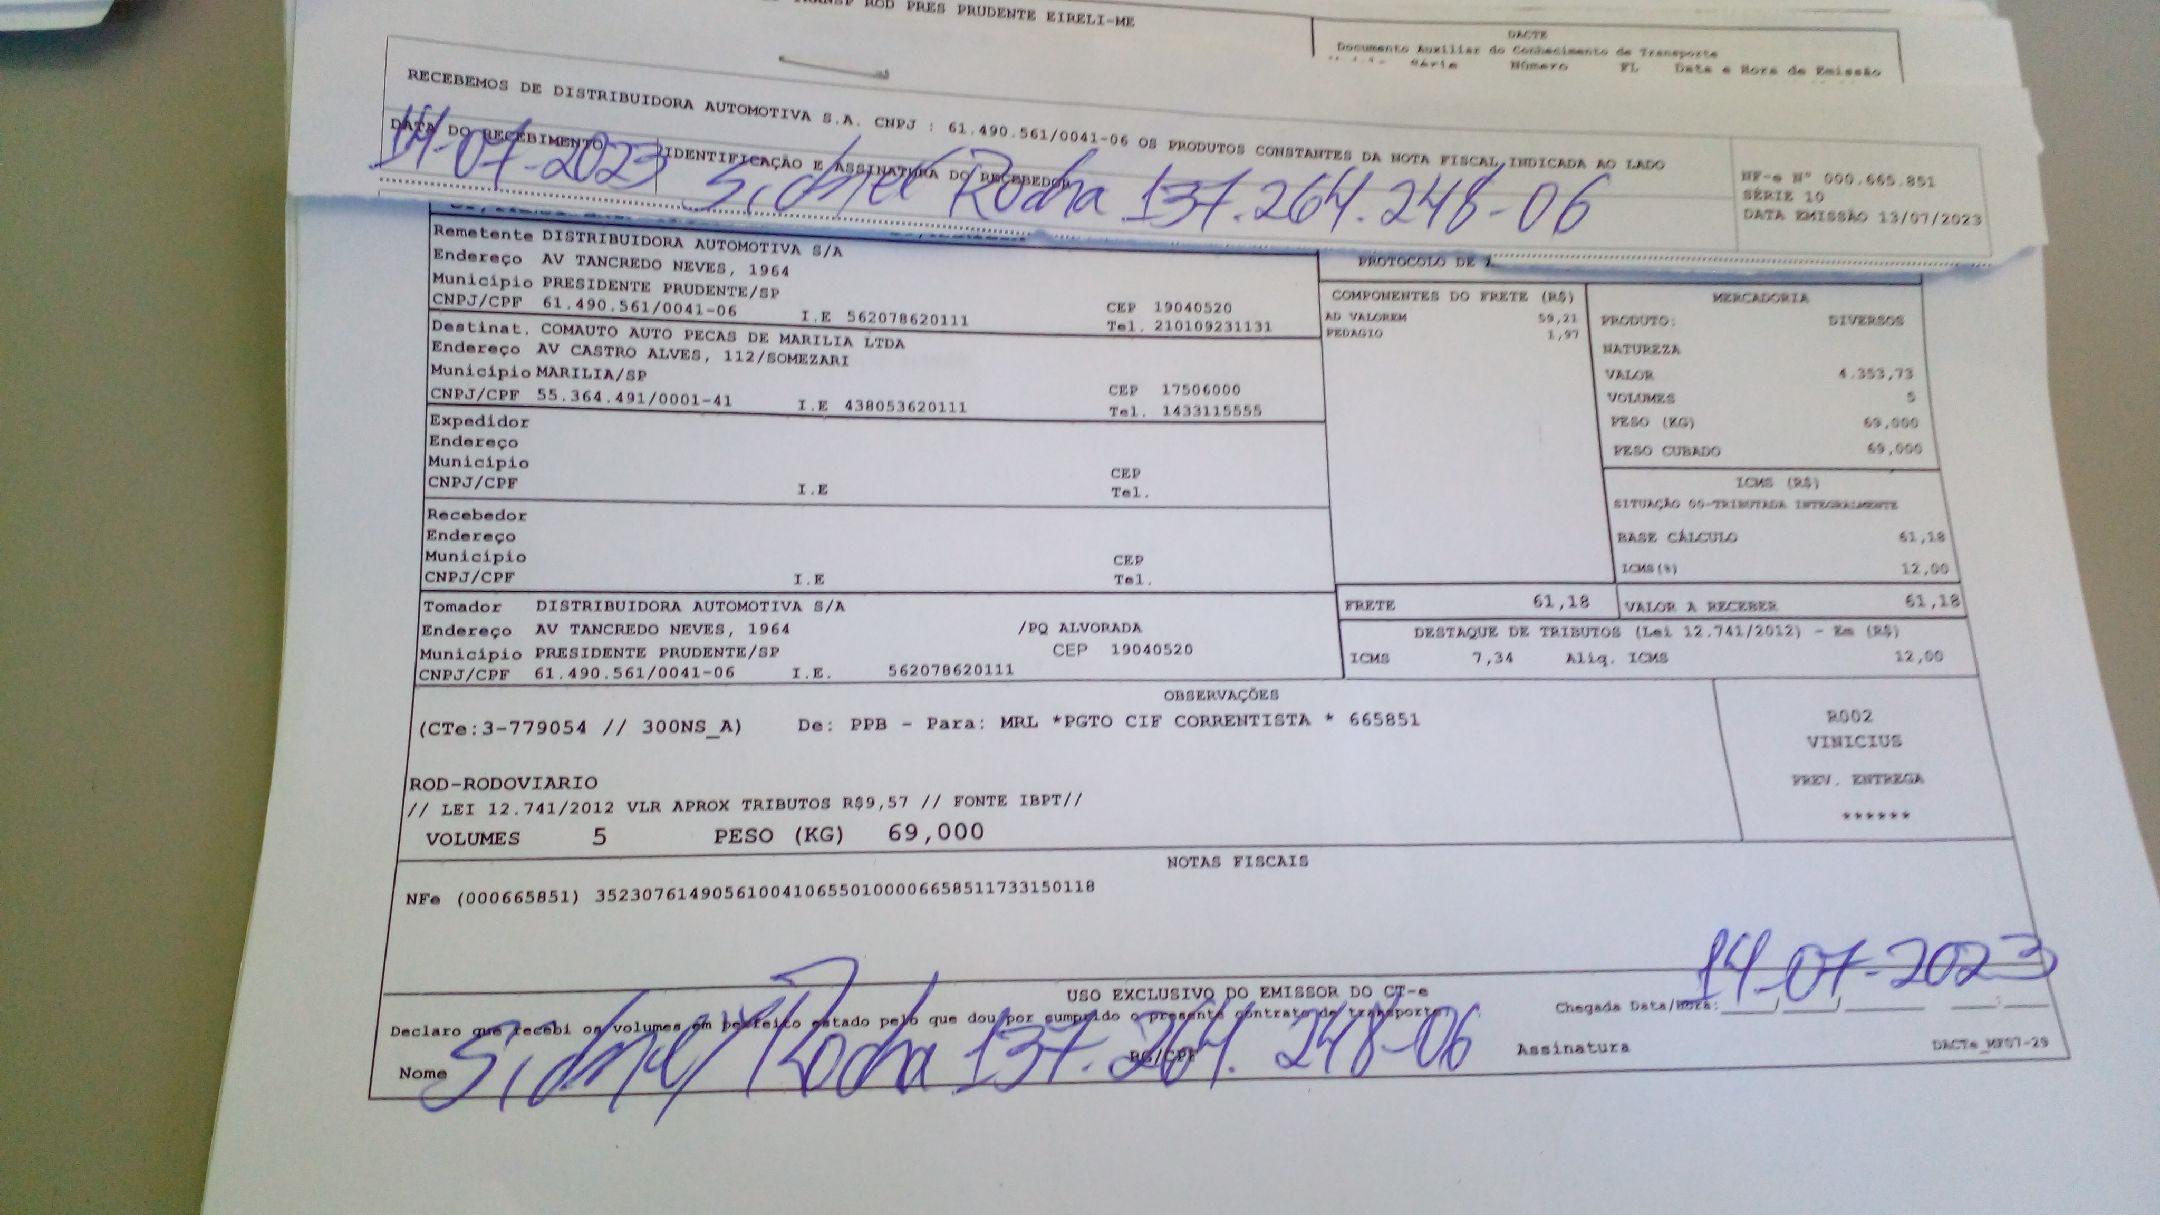 TRANSP ROD PRES PRUDENTE EIRELI-ME
DACTE
Documento Auxiliar do Conhecimento de Transporte
Série Número FL Data e Hora de Emissão
RECEBEMOS DE DISTRIBUIDORA AUTOMOTIVA S.A. CNPJ : 61.490.561/0041-06 OS PRODUTOS CONSTANTES DA NOTA FISCAL INDICADA AO LADO
DATA DO RECEBIMENTO IDENTIFICAÇÃO E ASSINATURA DO RECEBEDOR
14-07-2023 Sidnei Rocha 137.264.248-06
NF-e Nº 000.665.851
SÉRIE 10
DATA EMISSÃO 13/07/2023
Remetente DISTRIBUIDORA AUTOMOTIVA S/A
Endereço AV TANCREDO NEVES, 1964
Município PRESIDENTE PRUDENTE/SP CEP 19040520
CNPJ/CPF 61.490.561/0041-06 I.E 562078620111 Tel. 210109231131
Destinat. COMAUTO AUTO PECAS DE MARILIA LTDA
Endereço AV CASTRO ALVES, 112/SOMEZARI
Município MARILIA/SP CEP 17506000
CNPJ/CPF 55.364.491/0001-41 I.E 438053620111 Tel. 1433115555
Expedidor
Endereço
Município CEP
CNPJ/CPF I.E Tel.
Recebedor
Endereço
Município CEP
CNPJ/CPF I.E Tel.
Tomador DISTRIBUIDORA AUTOMOTIVA S/A
Endereço AV TANCREDO NEVES, 1964 /PQ ALVORADA
Município PRESIDENTE PRUDENTE/SP CEP 19040520
CNPJ/CPF 61.490.561/0041-06 I.E. 562078620111
PROTOCOLO DE
COMPONENTES DO FRETE (R$)
AD VALOREM 59,21
PEDAGIO 1,97
MERCADORIA
PRODUTO: DIVERSOS
NATUREZA
VALOR 4.353,73
VOLUMES 5
PESO (KG) 69,000
PESO CUBADO 69,000
ICMS (R$)
SITUAÇÃO 00-TRIBUTADA INTEGRALMENTE
BASE CÁLCULO 61,18
ICMS(%) 12,00
FRETE 61,18 VALOR A RECEBER 61,18
DESTAQUE DE TRIBUTOS (Lei 12.741/2012) - Em (R$)
ICMS 7,34 Aliq. ICMS 12,00
OBSERVAÇÕES
(CTe:3-779054 // 300NS_A) De: PPB - Para: MRL *PGTO CIF CORRENTISTA * 665851
ROD-RODOVIARIO
// LEI 12.741/2012 VLR APROX TRIBUTOS R$9,57 // FONTE IBPT//
VOLUMES 5 PESO (KG) 69,000
R002
VINICIUS
PREV. ENTREGA
******
NOTAS FISCAIS
NFe (000665851) 35230761490561004106550100006658511733150118
USO EXCLUSIVO DO EMISSOR DO CT-e
Declaro que recebi os volumes em perfeito estado pelo que dou por cumprido o presente contrato de transporte.
Chegada Data/Hora: ____/____/____ ____:____
14-07-2023
Nome RG/CPF Assinatura
Sidnei Rocha 137.264.248-06
DACTe_MF07-29